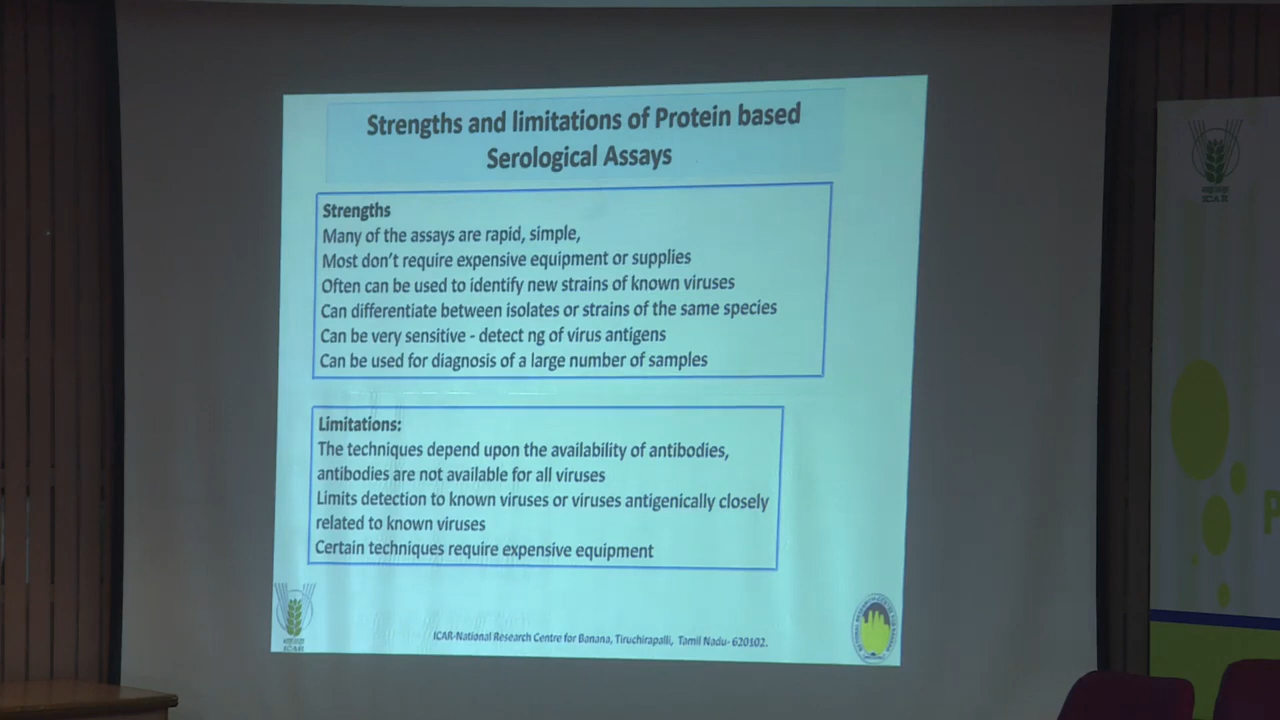 Strengths and limitations of Protein based
Serological Assays
Strengths
Many of the assays are rapid, simple,
Most don't require expensive equipment or supplies
Often can be used to identify new strains of known viruses
Can differentiate between isolates or strains of the same species
Can be very sensitive - detect ng of virus antigens
Can be used for diagnosis of a large number of samples
Limitations:
The techniques depend upon the availability of antibodies,
antibodies are not available for all viruses
Limits detection to known viruses or viruses antigenically closely
related to known viruses
Certain techniques require expensive equipment
ICAR
ICAR-National Research Centre for Banana, Tiruchirapalli, Tamil Nadu- 620102.
ICAR